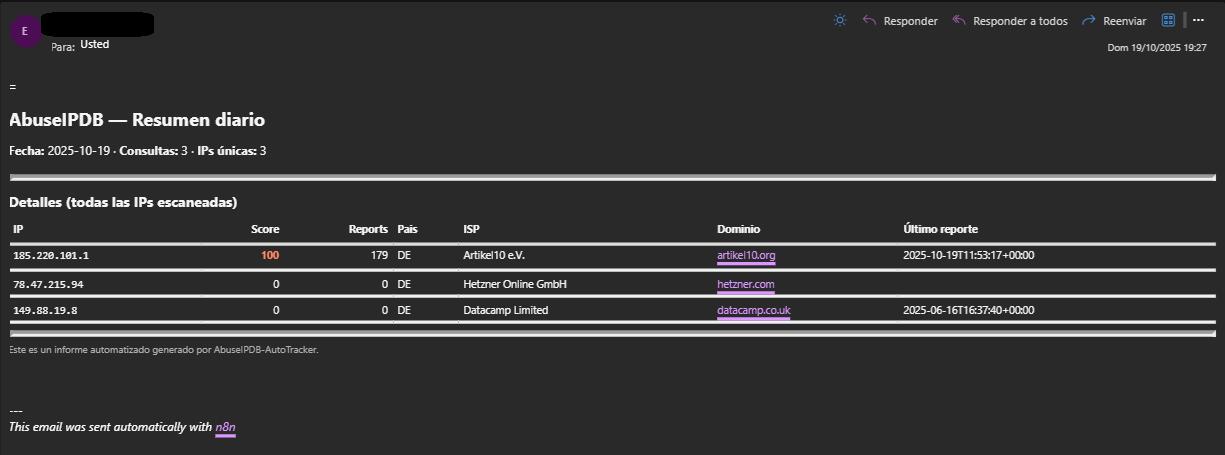 E
Responder Responder a todos Reenviar ...
Para: Usted
Dom 19/10/2025 19:27
=
AbuseIPDB — Resumen diario
Fecha: 2025-10-19 · Consultas: 3 · IPs únicas: 3
Detalles (todas las IPs escaneadas)
IP Score Reports País ISP Dominio Último reporte
185.220.101.1 100 179 DE Artikel10 e.V. artikel10.org 2025-10-19T11:53:17+00:00
78.47.215.94 0 0 DE Hetzner Online GmbH hetzner.com
149.88.19.8 0 0 DE Datacamp Limited datacamp.co.uk 2025-06-16T16:37:40+00:00
Este es un informe automatizado generado por AbuseIPDB-AutoTracker.
---
This email was sent automatically with n8n